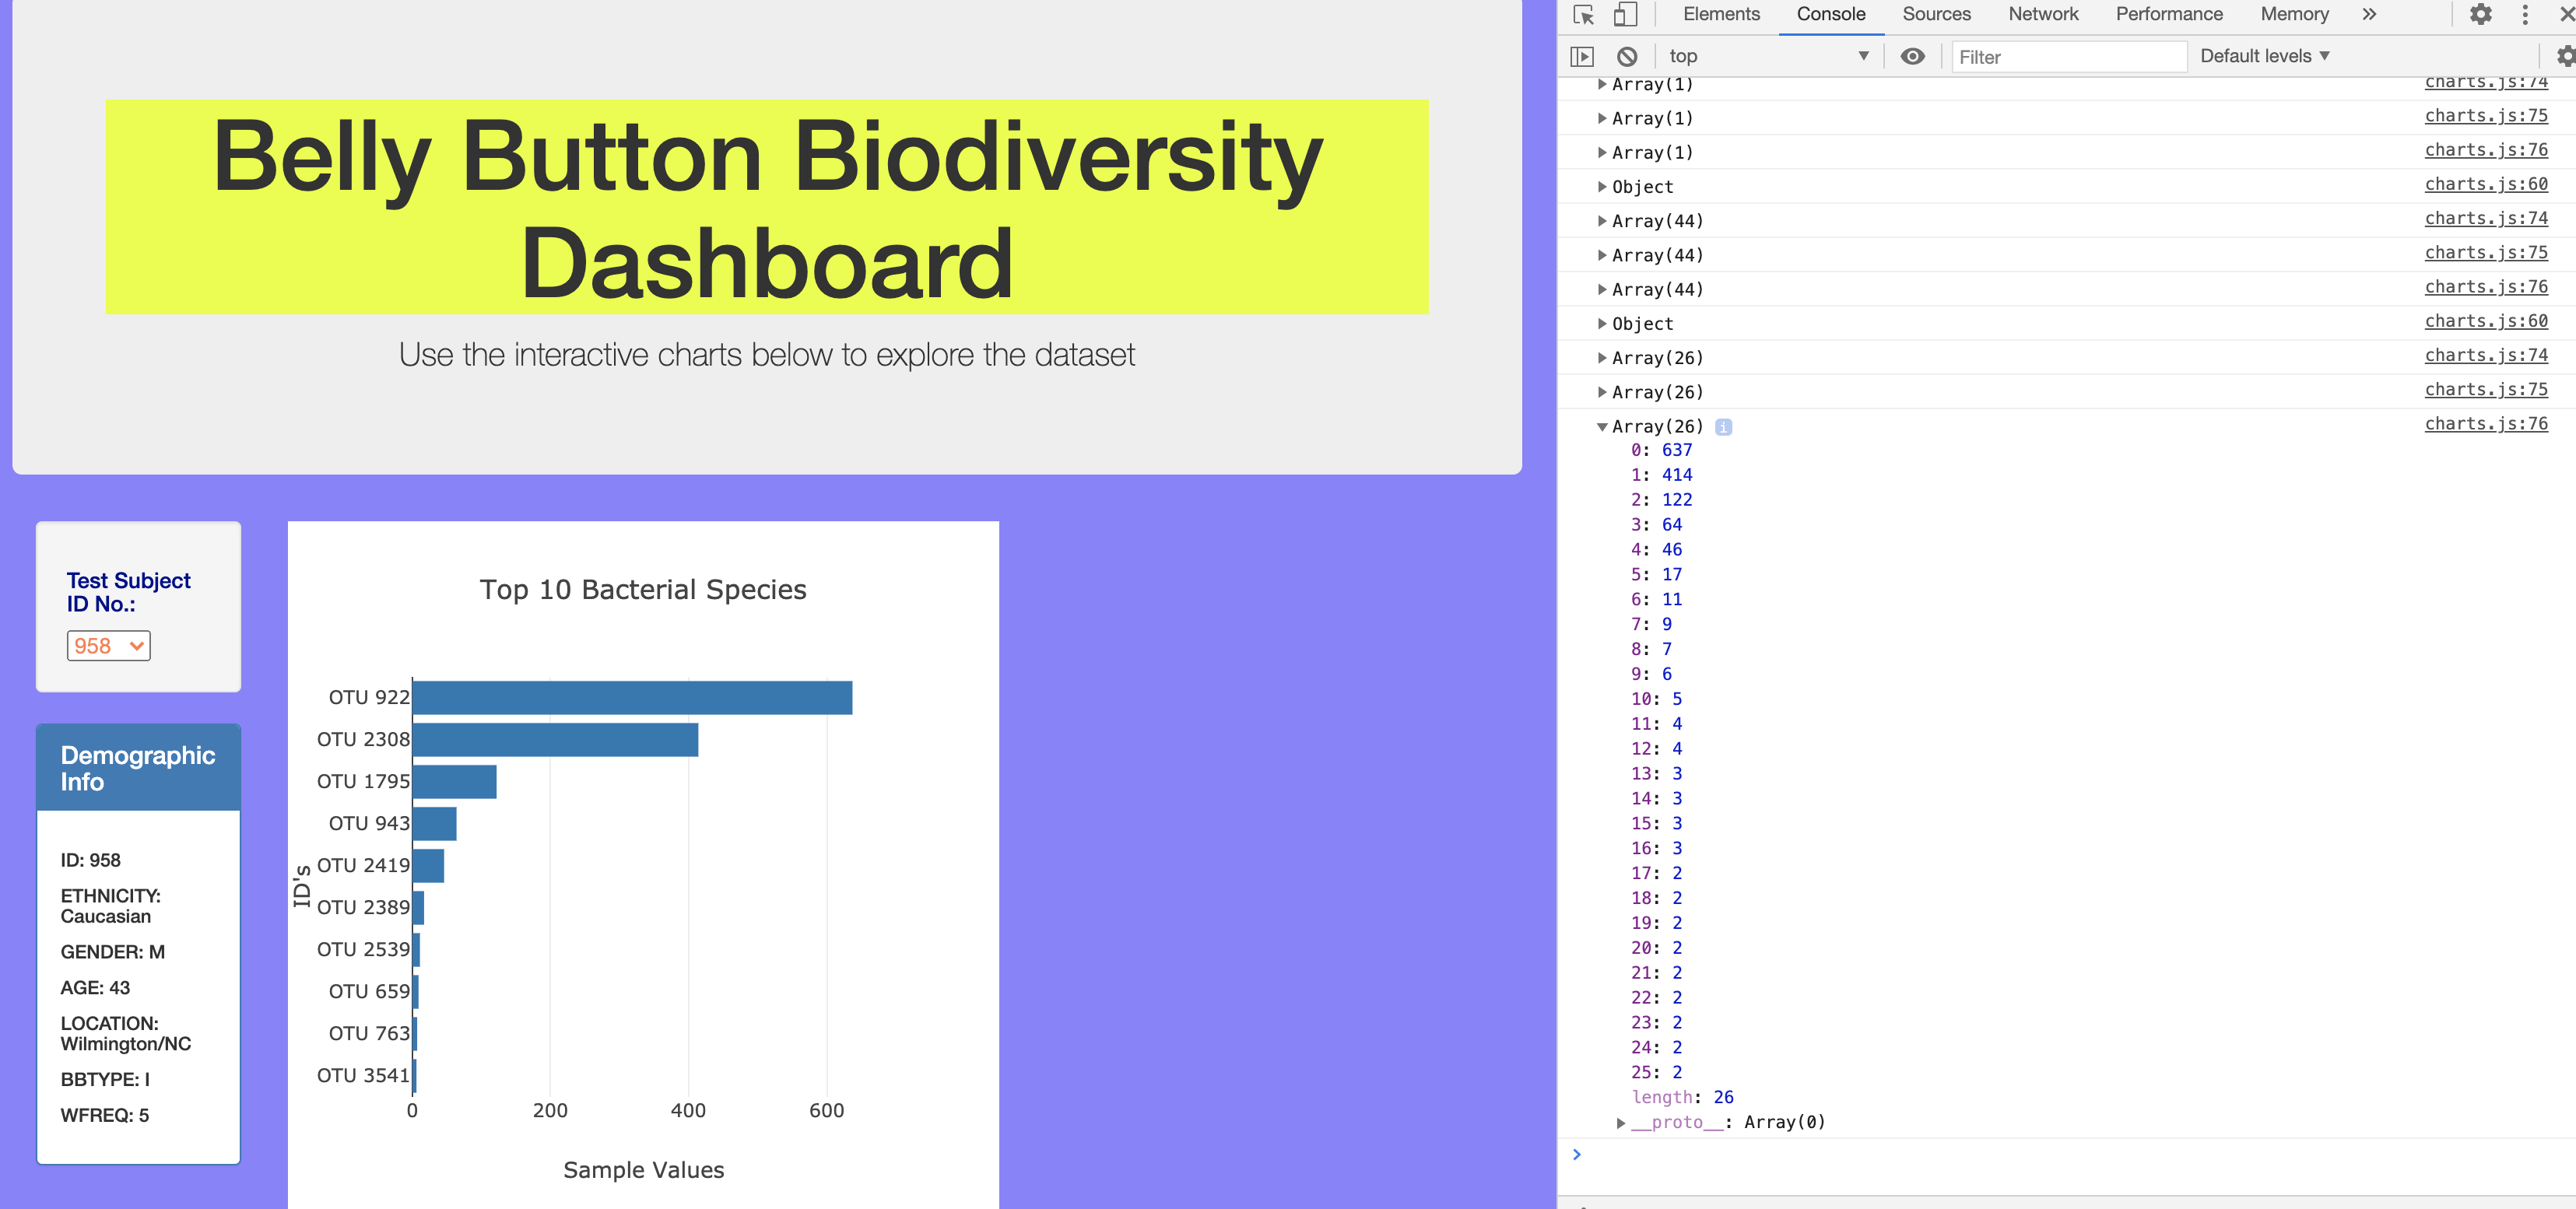 Belly Button Biodiversity
Dashboard
Use the interactive charts below to explore the dataset
Test Subject
ID No.:
958
Demographic
Info
ID: 958
ETHNICITY:
Caucasian
GENDER: M
AGE: 43
LOCATION:
Wilmington/NC
BBTYPE: I
WFREQ: 5
Top 10 Bacterial Species
ID's
OTU 922
OTU 2308
OTU 1795
OTU 943
OTU 2419
OTU 2389
OTU 2539
OTU 659
OTU 763
OTU 3541
0 200 400 600
Sample Values
Elements Console Sources Network Performance Memory
top Filter Default levels
Array(1) charts.js:74
Array(1) charts.js:75
Array(1) charts.js:76
Object charts.js:60
Array(44) charts.js:74
Array(44) charts.js:75
Array(44) charts.js:76
Object charts.js:60
Array(26) charts.js:74
Array(26) charts.js:75
Array(26) i charts.js:76
0: 637
1: 414
2: 122
3: 64
4: 46
5: 17
6: 11
7: 9
8: 7
9: 6
10: 5
11: 4
12: 4
13: 3
14: 3
15: 3
16: 3
17: 2
18: 2
19: 2
20: 2
21: 2
22: 2
23: 2
24: 2
25: 2
length: 26
__proto__: Array(0)